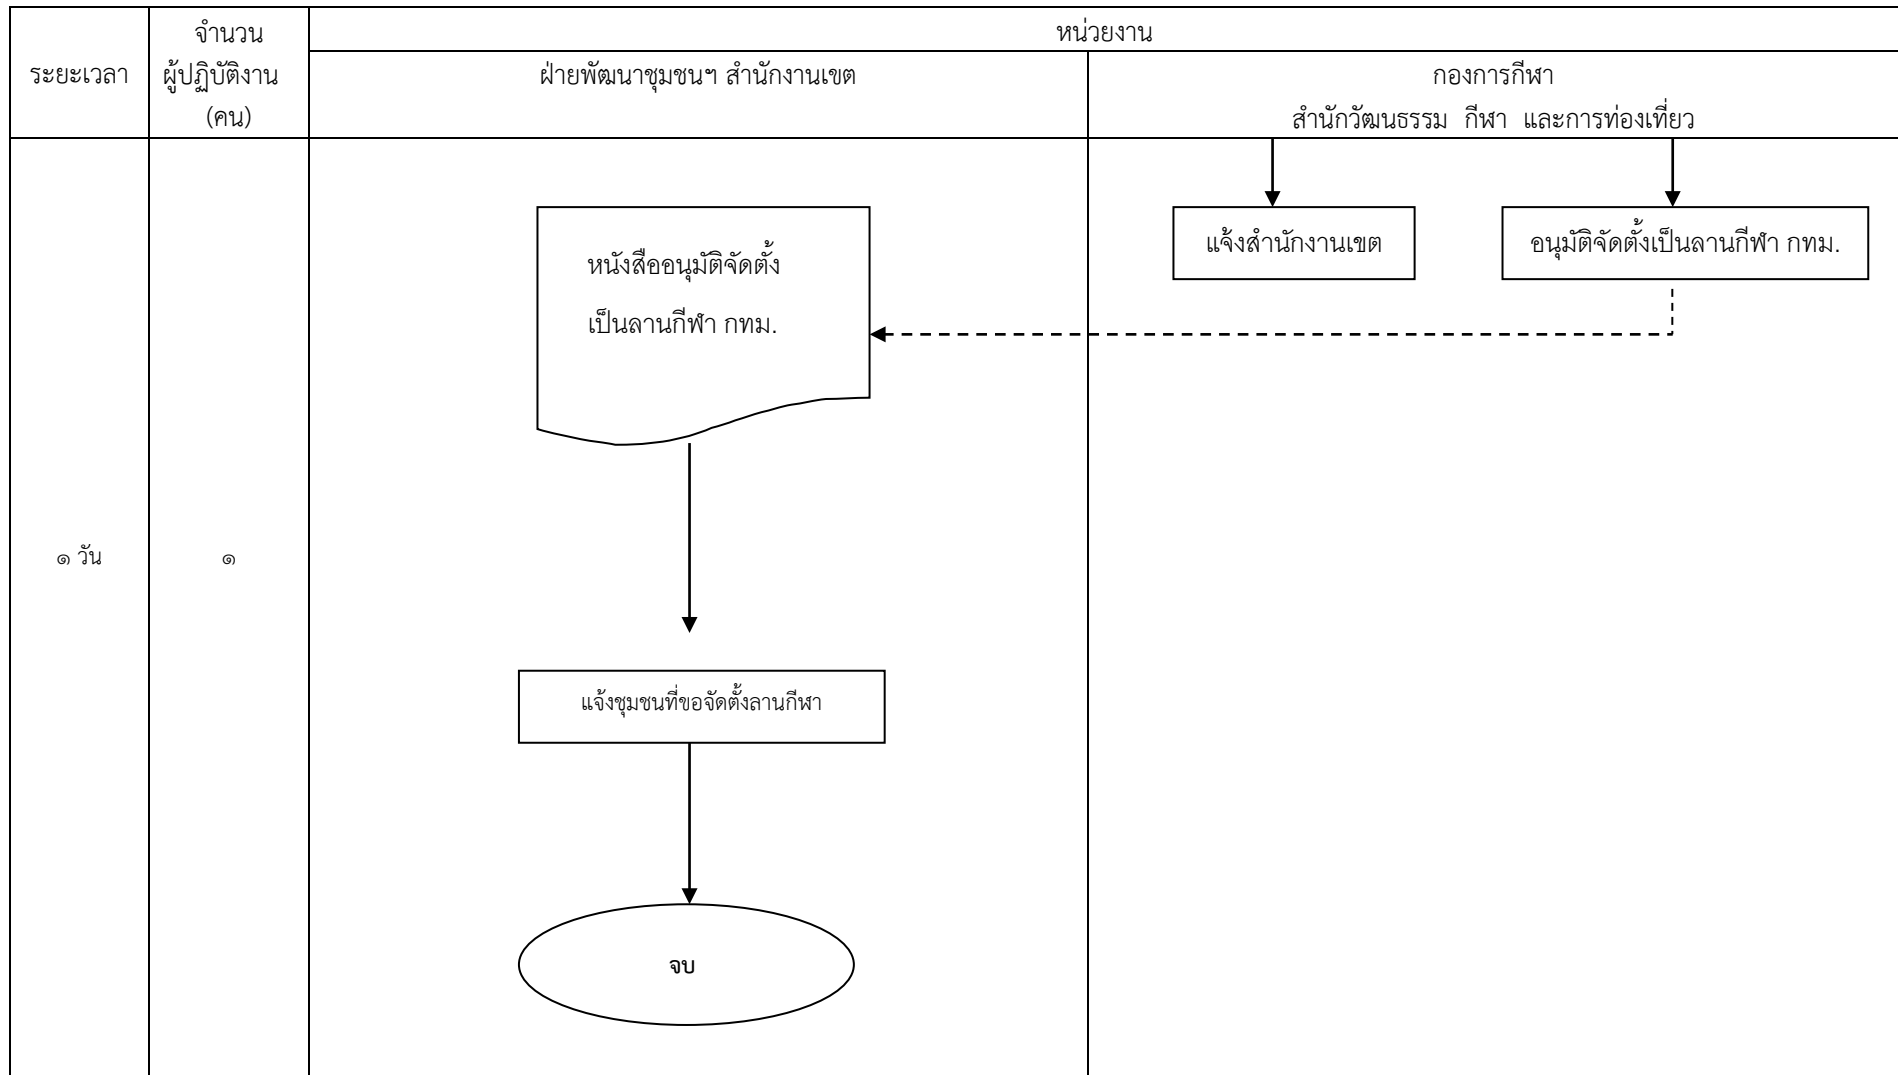 ระยะเวลา
จำนวน
ผู้ปฏิบัติงาน
(คน)
หน่วยงาน
ฝ่ายพัฒนาชุมชนฯ สำนักงานเขต
กองการกีฬา
สำนักวัฒนธรรม กีฬา และการท่องเที่ยว
แจ้งสำนักงานเขต
อนุมัติจัดตั้งเป็นลานกีฬา กทม.
หนังสืออนุมัติจัดตั้ง
เป็นลานกีฬา กทม.
๑ วัน
๑
แจ้งชุมชนที่ขอจัดตั้งลานกีฬา
จบ